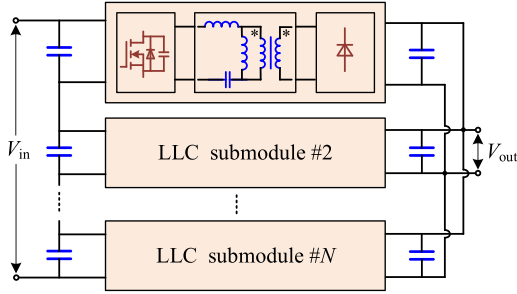 * *
LLC submodule #2
V_in
V_out
LLC submodule #N